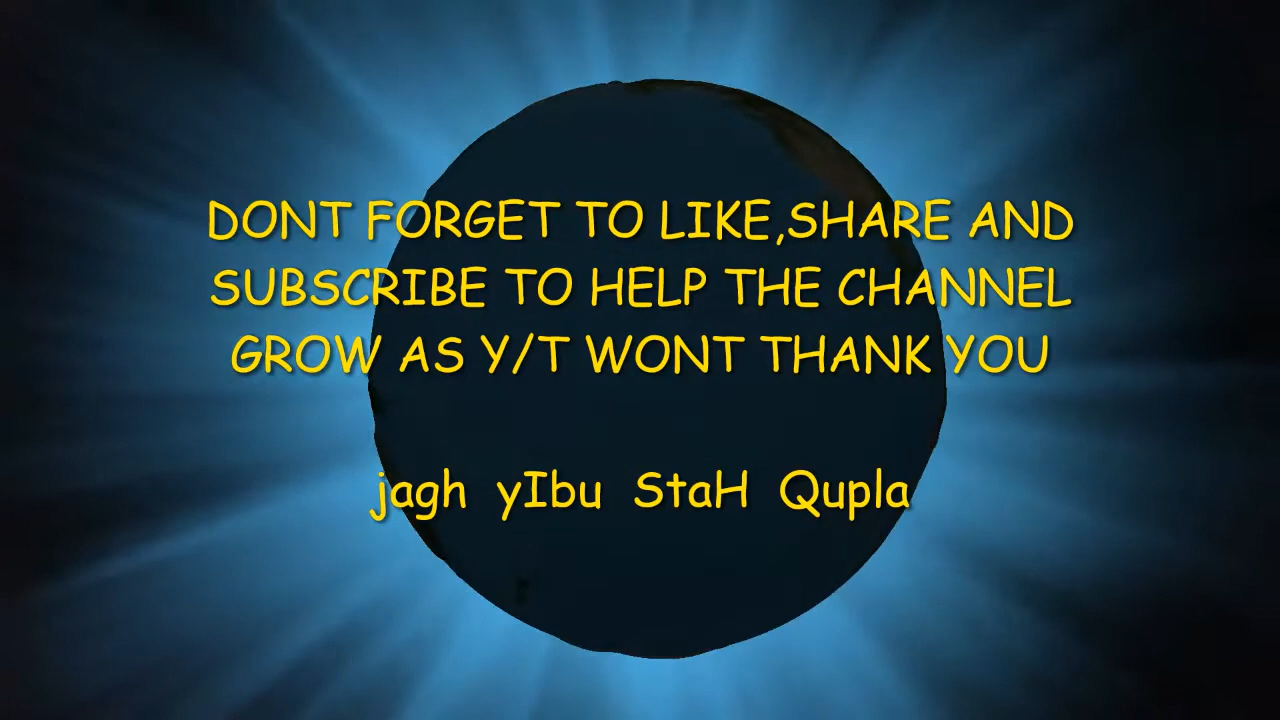 DONT FORGET TO LIKE,SHARE AND
SUBSCRIBE TO HELP THE CHANNEL
GROW AS Y/T WONT THANK YOU
jagh yIbu StaH Qupla